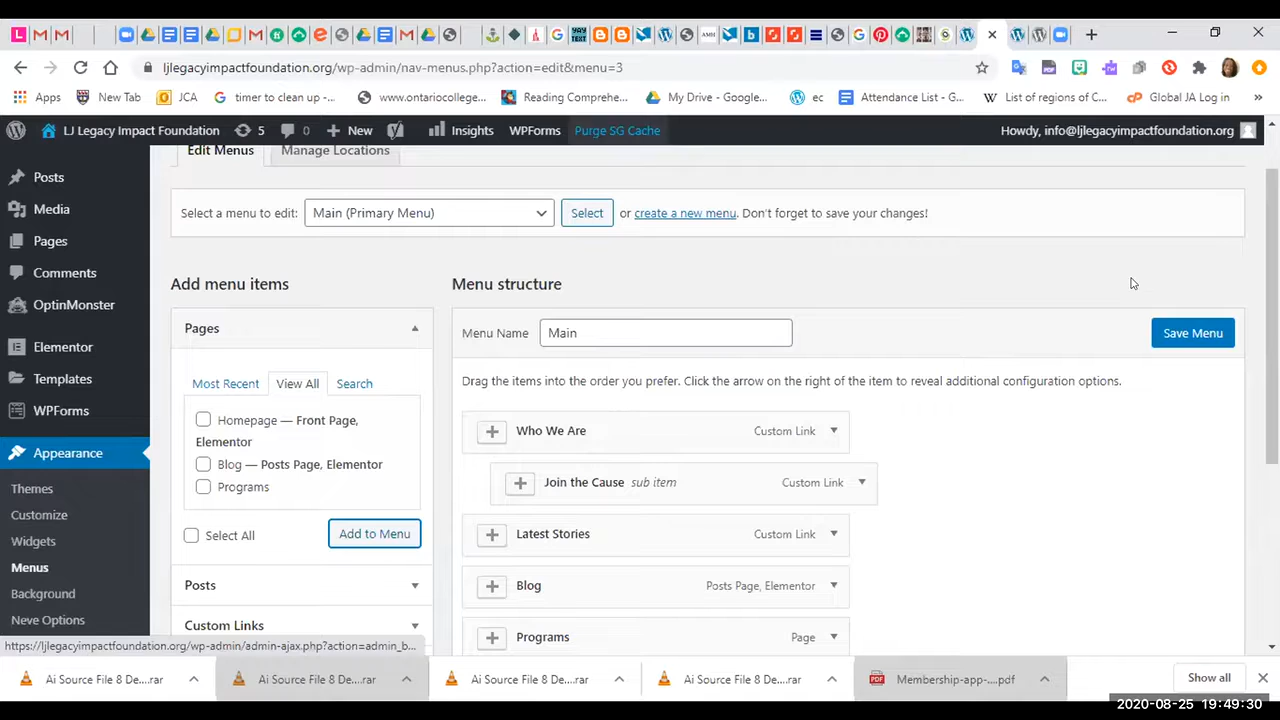 ljlegacyimpactfoundation.org/wp-admin/nav-menus.php?action=edit&menu=3
Apps New Tab JCA timer to clean up -... www.ontariocollege... Reading Comprehe... My Drive - Google... ec Attendance List - G... List of regions of C... Global JA Log in »
LJ Legacy Impact Foundation 5 0 New Insights WPForms Purge SG Cache Howdy, info@ljlegacyimpactfoundation.org
Edit Menus Manage Locations
Posts
Media
Pages
Comments
OptinMonster
Elementor
Templates
WPForms
Appearance
Themes
Customize
Widgets
Menus
Background
Neve Options
Select a menu to edit: Main (Primary Menu) Select or create a new menu. Don't forget to save your changes!
Add menu items
Pages
Most Recent View All Search
Homepage — Front Page,
Elementor
Blog — Posts Page, Elementor
Programs
Select All Add to Menu
Posts
Custom Links
Menu structure
Menu Name Main Save Menu
Drag the items into the order you prefer. Click the arrow on the right of the item to reveal additional configuration options.
Who We Are Custom Link
Join the Cause sub item Custom Link
Latest Stories Custom Link
Blog Posts Page, Elementor
Programs Page
https://ljlegacyimpactfoundation.org/wp-admin/admin-ajax.php?action=admin_b...
Ai Source File 8 De....rar Ai Source File 8 De....rar Ai Source File 8 De....rar Ai Source File 8 De....rar Membership-app-....pdf Show all
2020-08-25 19:49:30